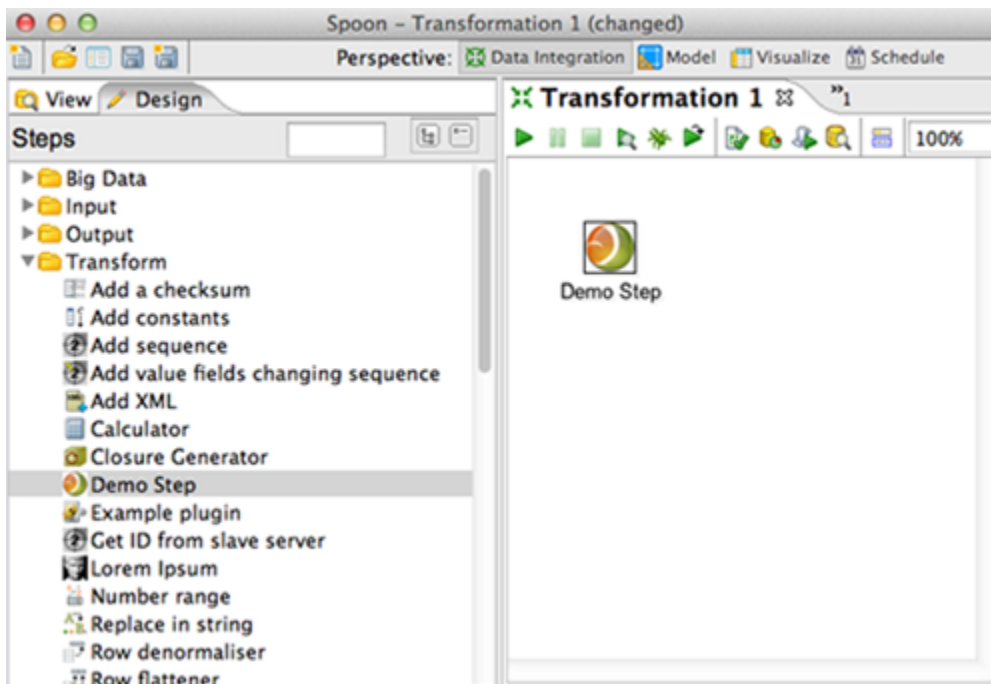 Spoon – Transformation 1 (changed)
Perspective: Data Integration Model Visualize Schedule
View Design
Steps
Big Data
Input
Output
Transform
Add a checksum
Add constants
Add sequence
Add value fields changing sequence
Add XML
Calculator
Closure Generator
Demo Step
Example plugin
Get ID from slave server
Lorem Ipsum
Number range
Replace in string
Row denormaliser
Row flattener
Transformation 1 »1
100%
Demo Step